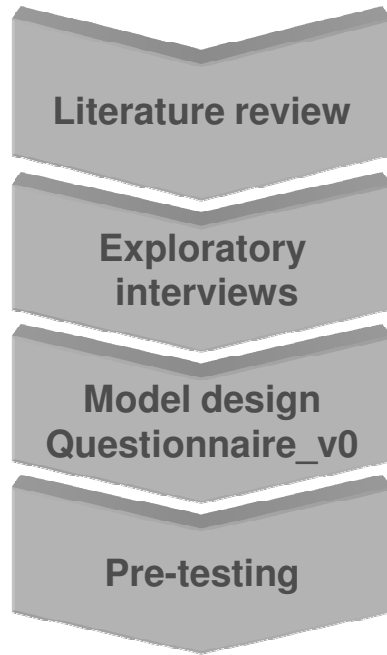 Literature review
Exploratory
interviews
Model design
Questionnaire_v0
Pre-testing